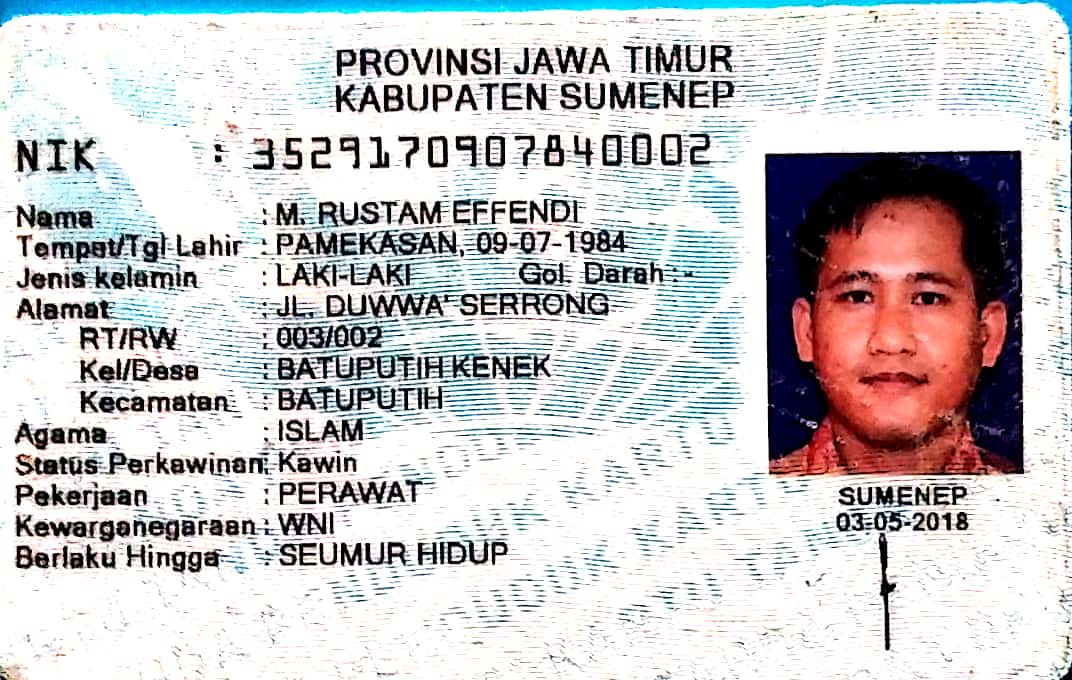 PROVINSI JAWA TIMUR
KABUPATEN SUMENEP
NIK : 3529170907840002
Nama : M. RUSTAM EFFENDI
Tempat/Tgl Lahir : PAMEKASAN, 09-07-1984
Jenis kelamin : LAKI-LAKI Gol. Darah : -
Alamat : JL. DUWWA' SERRONG
RT/RW : 003/002
Kel/Desa : BATUPUTIH KENEK
Kecamatan : BATUPUTIH
Agama : ISLAM
Status Perkawinan: Kawin
Pekerjaan : PERAWAT
Kewarganegaraan : WNI
Berlaku Hingga : SEUMUR HIDUP
SUMENEP
03-05-2018